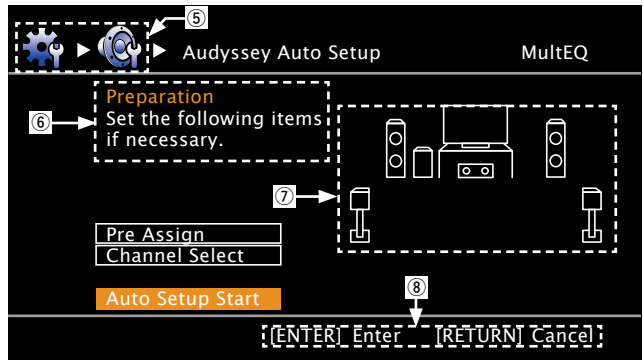 ⑤
Audyssey Auto Setup MultEQ
Preparation
⑥ Set the following items
if necessary.
⑦
Pre Assign
Channel Select
⑧
Auto Setup Start
[ENTER] Enter [RETURN] Cancel